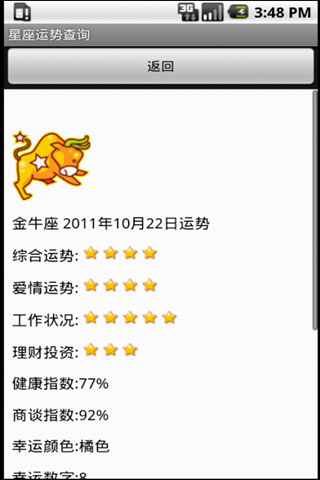 3G
3:48 PM
星座运势查询
返回
金牛座 2011年10月22日运势
综合运势:
爱情运势:
工作状况:
理财投资:
健康指数:77%
商谈指数:92%
幸运颜色:橘色
幸运数字:8